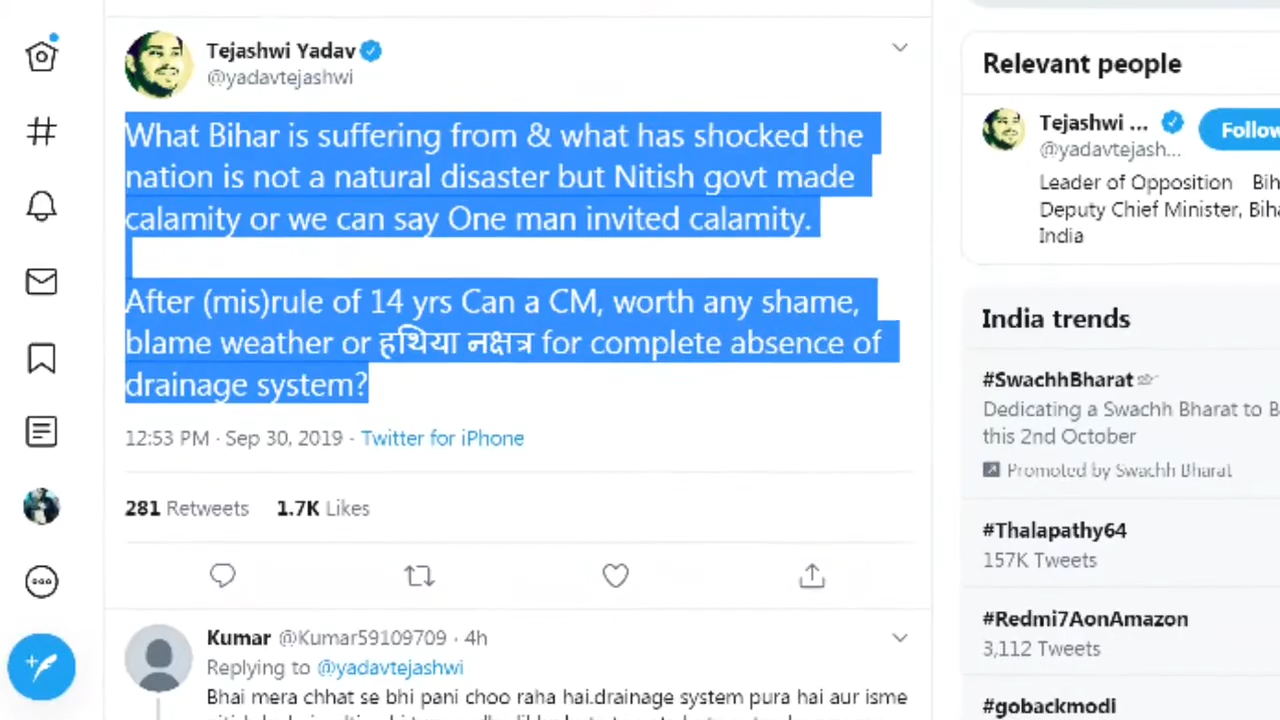 Tejashwi Yadav
@yadavtejashwi
What Bihar is suffering from & what has shocked the
nation is not a natural disaster but Nitish govt made
calamity or we can say One man invited calamity.
After (mis)rule of 14 yrs Can a CM, worth any shame,
blame weather or हथिया नक्षत्र for complete absence of
drainage system?
12:53 PM · Sep 30, 2019 · Twitter for iPhone
281 Retweets 1.7K Likes
Kumar @Kumar59109709 · 4h
Replying to @yadavtejashwi
Bhai mera chhat se bhi pani choo raha hai.drainage system pura hai aur isme
Relevant people
Tejashwi ...
@yadavtejash...
Follow
Leader of Opposition Bih
Deputy Chief Minister, Biha
India
India trends
#SwachhBharat
Dedicating a Swachh Bharat to B
this 2nd October
Promoted by Swachh Bharat
#Thalapathy64
157K Tweets
#Redmi7AonAmazon
3,112 Tweets
#gobackmodi